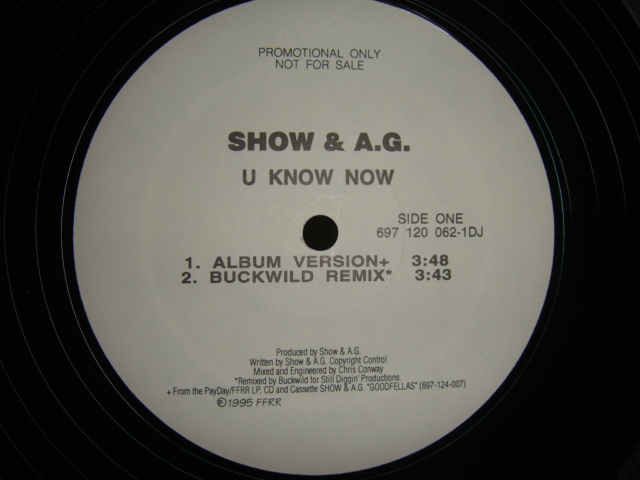 PROMOTIONAL ONLY
NOT FOR SALE
SHOW & A.G.
U KNOW NOW
SIDE ONE
697 120 062-1DJ
1. ALBUM VERSION+ 3:48
2. BUCKWILD REMIX* 3:43
Produced by Show & A.G.
Written by Show & A.G. Copyright Control
Mixed and Engineered by Chris Conway
*Remixed by Buckwild for Still Diggin' Productions.
+ From the PayDay/FFRR LP, CD and Cassette SHOW & A.G. "GOODFELLAS" (697-124-007)
℗1995 FFRR